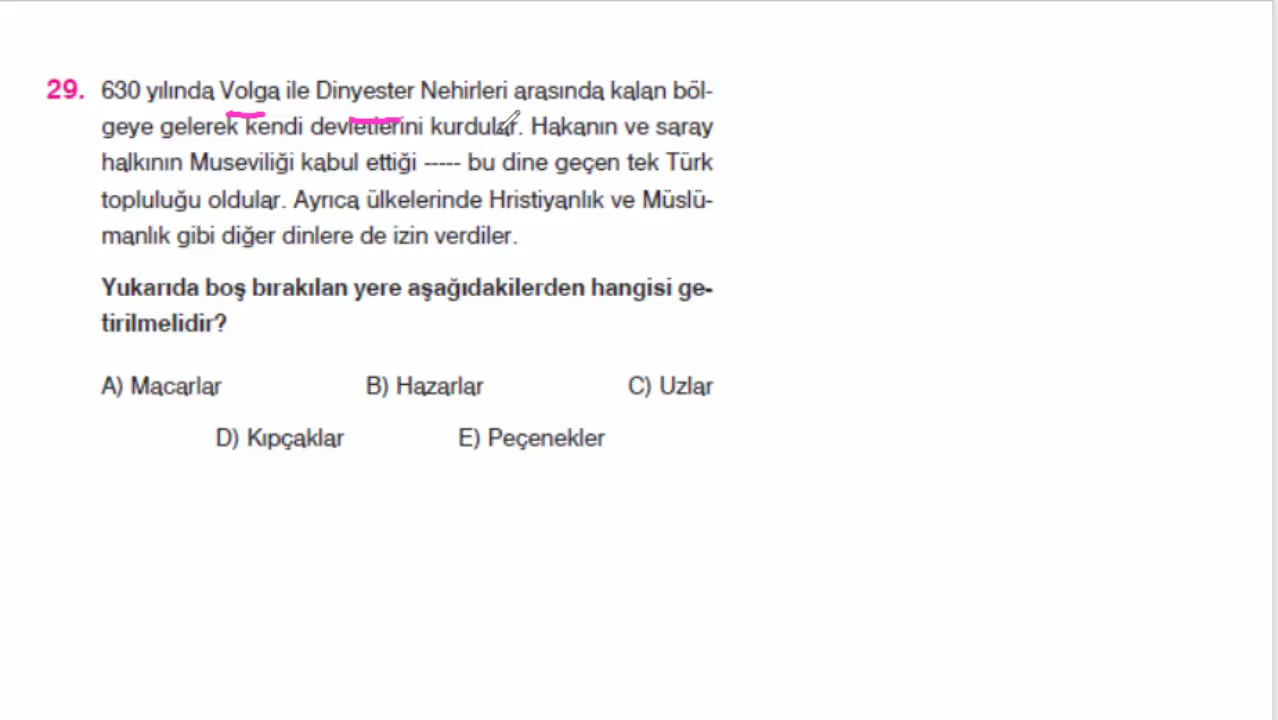 29. 630 yılında Volga ile Dinyester Nehirleri arasında kalan böl-
geye gelerek kendi devletlerini kurdular. Hakanın ve saray
halkının Museviliği kabul ettiği ----- bu dine geçen tek Türk
topluluğu oldular. Ayrıca ülkelerinde Hristiyanlık ve Müslü-
manlık gibi diğer dinlere de izin verdiler.
Yukarıda boş bırakılan yere aşağıdakilerden hangisi ge-
tirilmelidir?
A) Macarlar B) Hazarlar C) Uzlar
D) Kıpçaklar E) Peçenekler